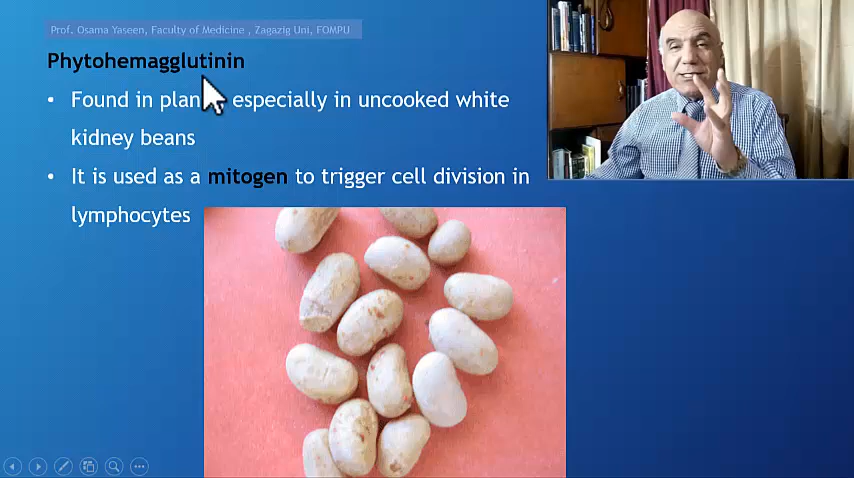 Prof. Osama Yaseen, Faculty of Medicine , Zagazig Uni, FOMPU
Phytohemagglutinin
• Found in plan especially in uncooked white
kidney beans
• It is used as a mitogen to trigger cell division in
lymphocytes